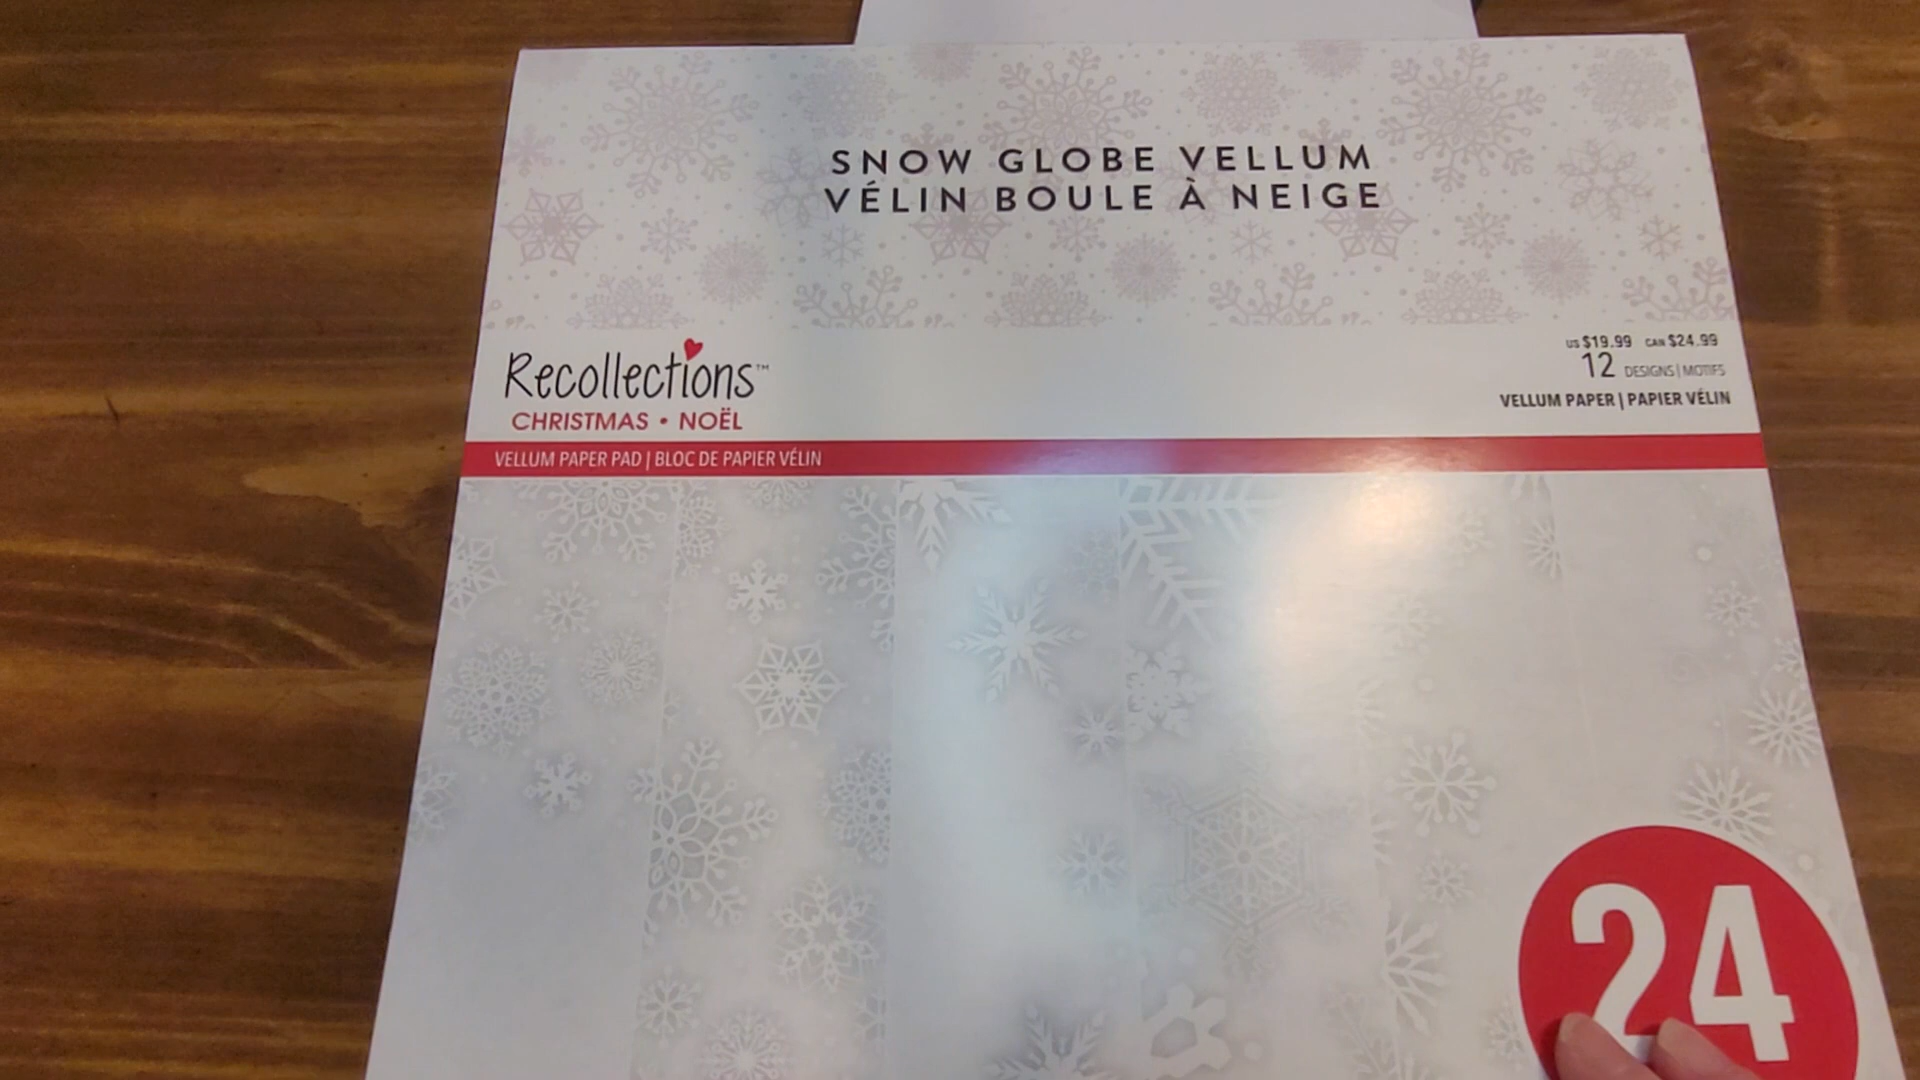 SNOW GLOBE VELLUM
VÉLIN BOULE À NEIGE
Recollections™
CHRISTMAS • NOËL
US $19.99 CAN $24.99
12 DESIGNS | MOTIFS
VELLUM PAPER | PAPIER VÉLIN
VELLUM PAPER PAD | BLOC DE PAPIER VÉLIN
24